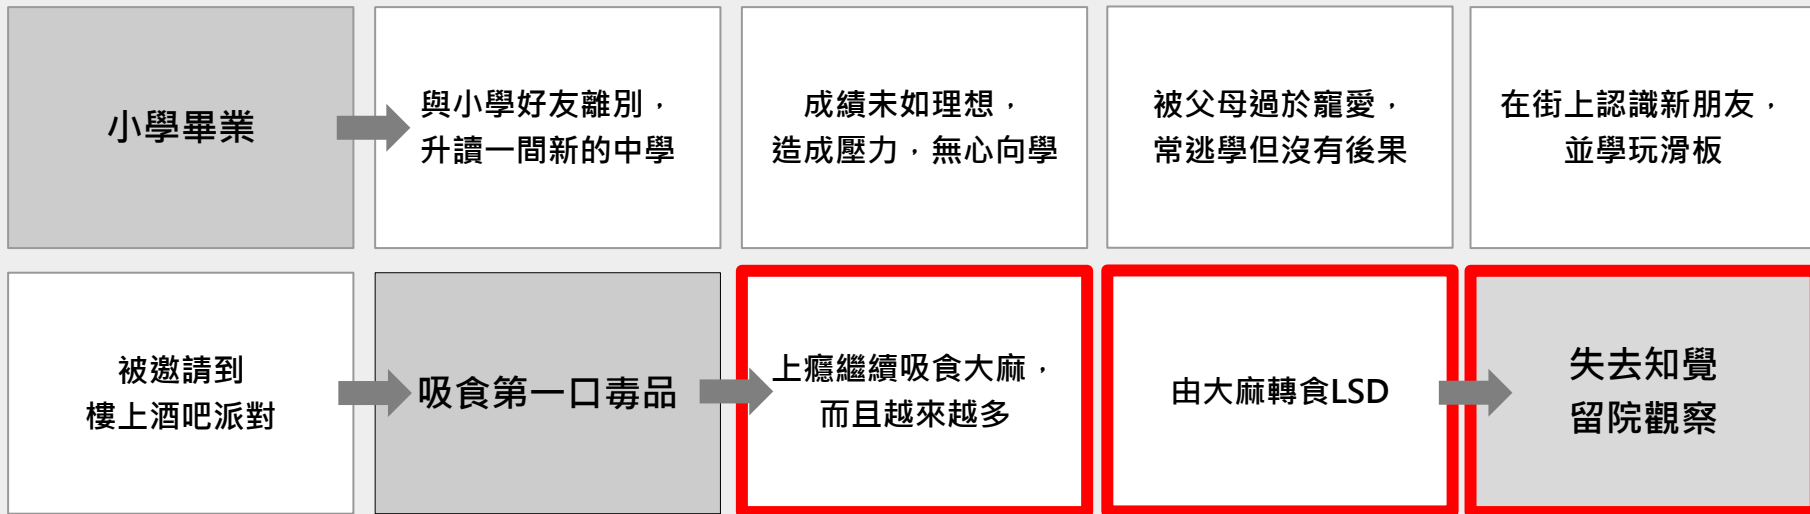 小學畢業
與小學好友離別，
升讀一間新的中學
成績未如理想，
造成壓力，無心向學
被父母過於寵愛，
常逃學但沒有後果
在街上認識新朋友，
並學玩滑板
被邀請到
樓上酒吧派對
吸食第一口毒品
上癮繼續吸食大麻，
而且越來越多
由大麻轉食LSD
失去知覺
留院觀察